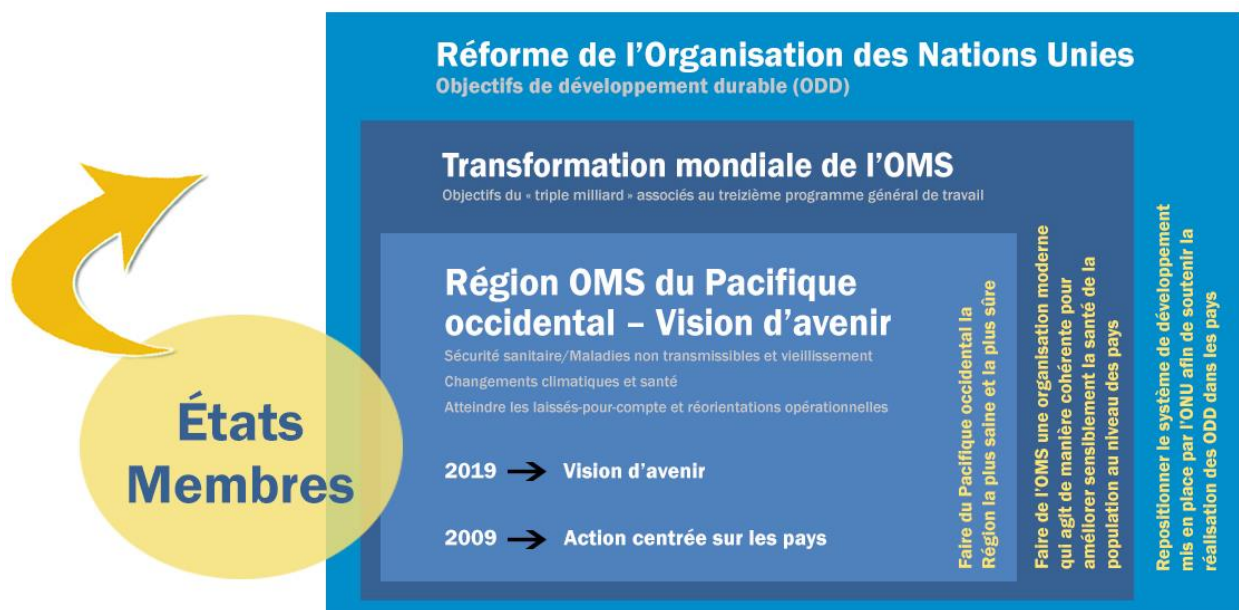 Réforme de l'Organisation des Nations Unies
Objectifs de développement durable (ODD)
Transformation mondiale de l'OMS
Objectifs du « triple milliard » associés au treizième programme général de travail
Région OMS du Pacifique
occidental – Vision d'avenir
Sécurité sanitaire/Maladies non transmissibles et vieillissement
Changements climatiques et santé
Atteindre les laissés-pour-compte et réorientations opérationnelles
2019 → Vision d'avenir
2009 → Action centrée sur les pays
États
Membres
Faire du Pacifique occidental la
Région la plus saine et la plus sûre
Faire de l'OMS une organisation moderne
qui agit de manière cohérente pour
améliorer sensiblement la santé de la
population au niveau des pays
Repositionner le système de développement
mis en place par l'ONU afin de soutenir la
réalisation des ODD dans les pays